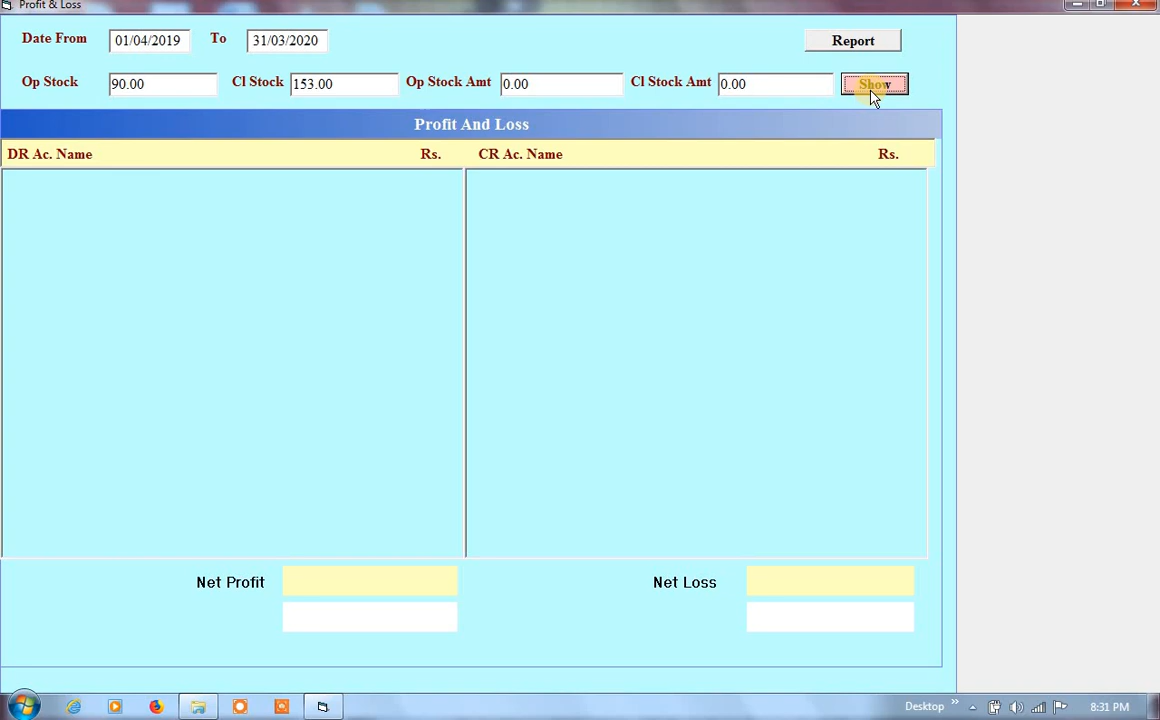 Profit & Loss
Date From 01/04/2019 To 31/03/2020 Report
Op Stock 90.00 Cl Stock 153.00 Op Stock Amt 0.00 Cl Stock Amt 0.00 Show
Profit And Loss
DR Ac. Name Rs. CR Ac. Name Rs.
Net Profit Net Loss
Desktop 8:31 PM